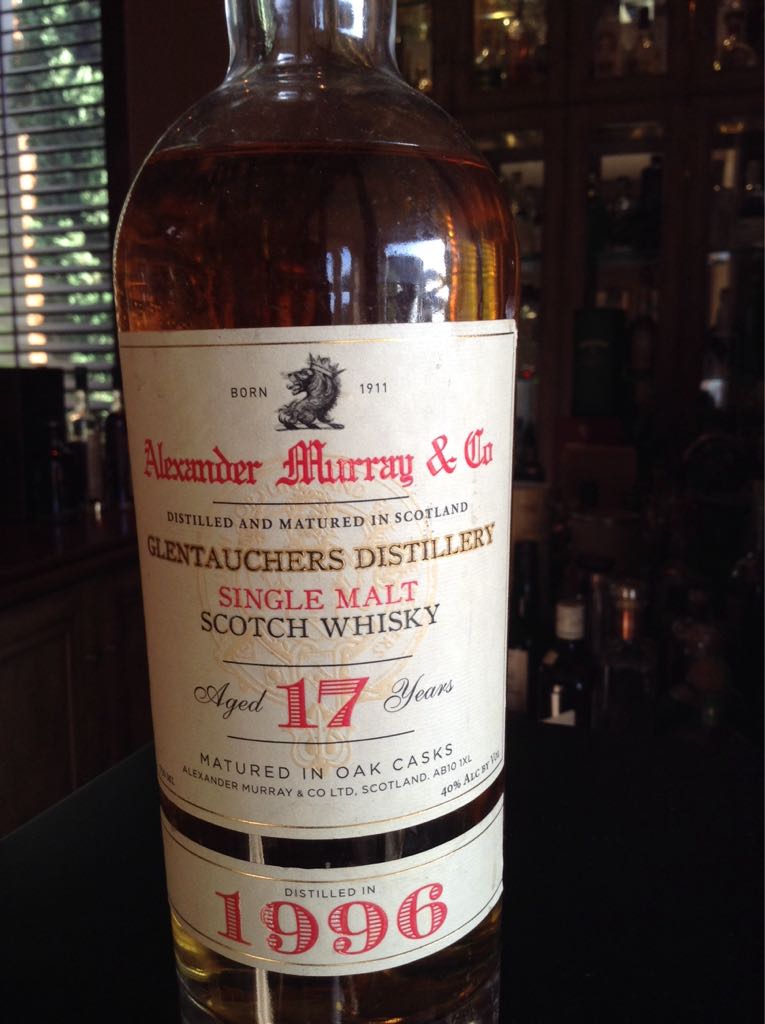 BORN 1911
Alexander Murray & Co
DISTILLED AND MATURED IN SCOTLAND
GLENTAUCHERS DISTILLERY
SINGLE MALT
SCOTCH WHISKY
Aged 17 Years
MATURED IN OAK CASKS
ALEXANDER MURRAY & CO LTD, SCOTLAND. AB10 1XL
40% ALC BY VOL
DISTILLED IN
1996